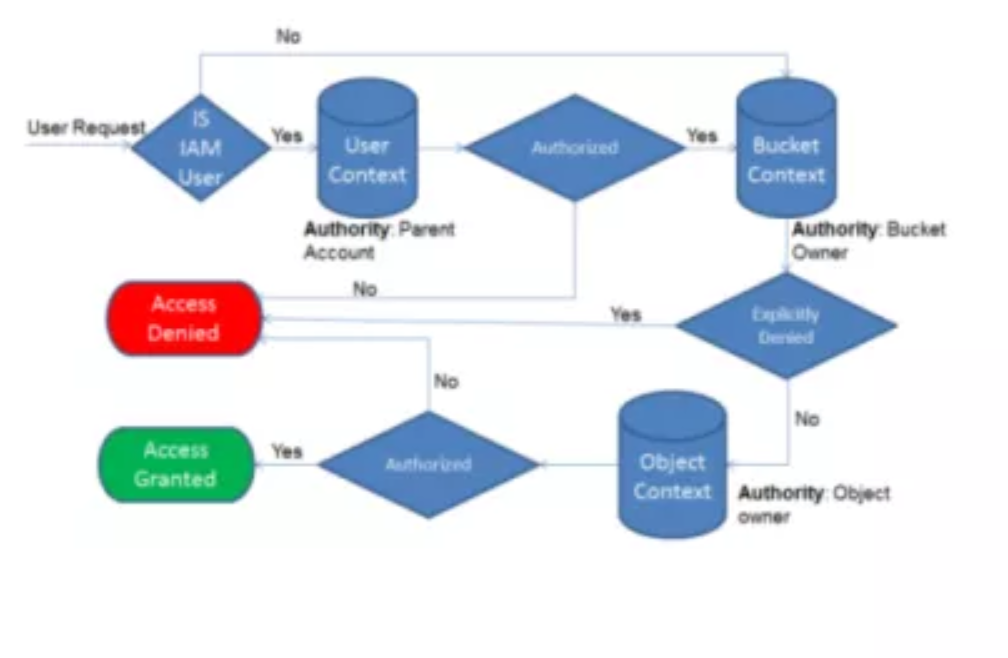 No
User Request
IS
IAM
User
Yes
User
Context
Authorized
Yes
Bucket
Context
Authority: Parent
Account
Authority: Bucket
Owner
No
Access
Denied
Yes
Explicitly
Denied
No
No
Access
Granted
Yes
Authorized
Object
Context
Authority: Object
owner